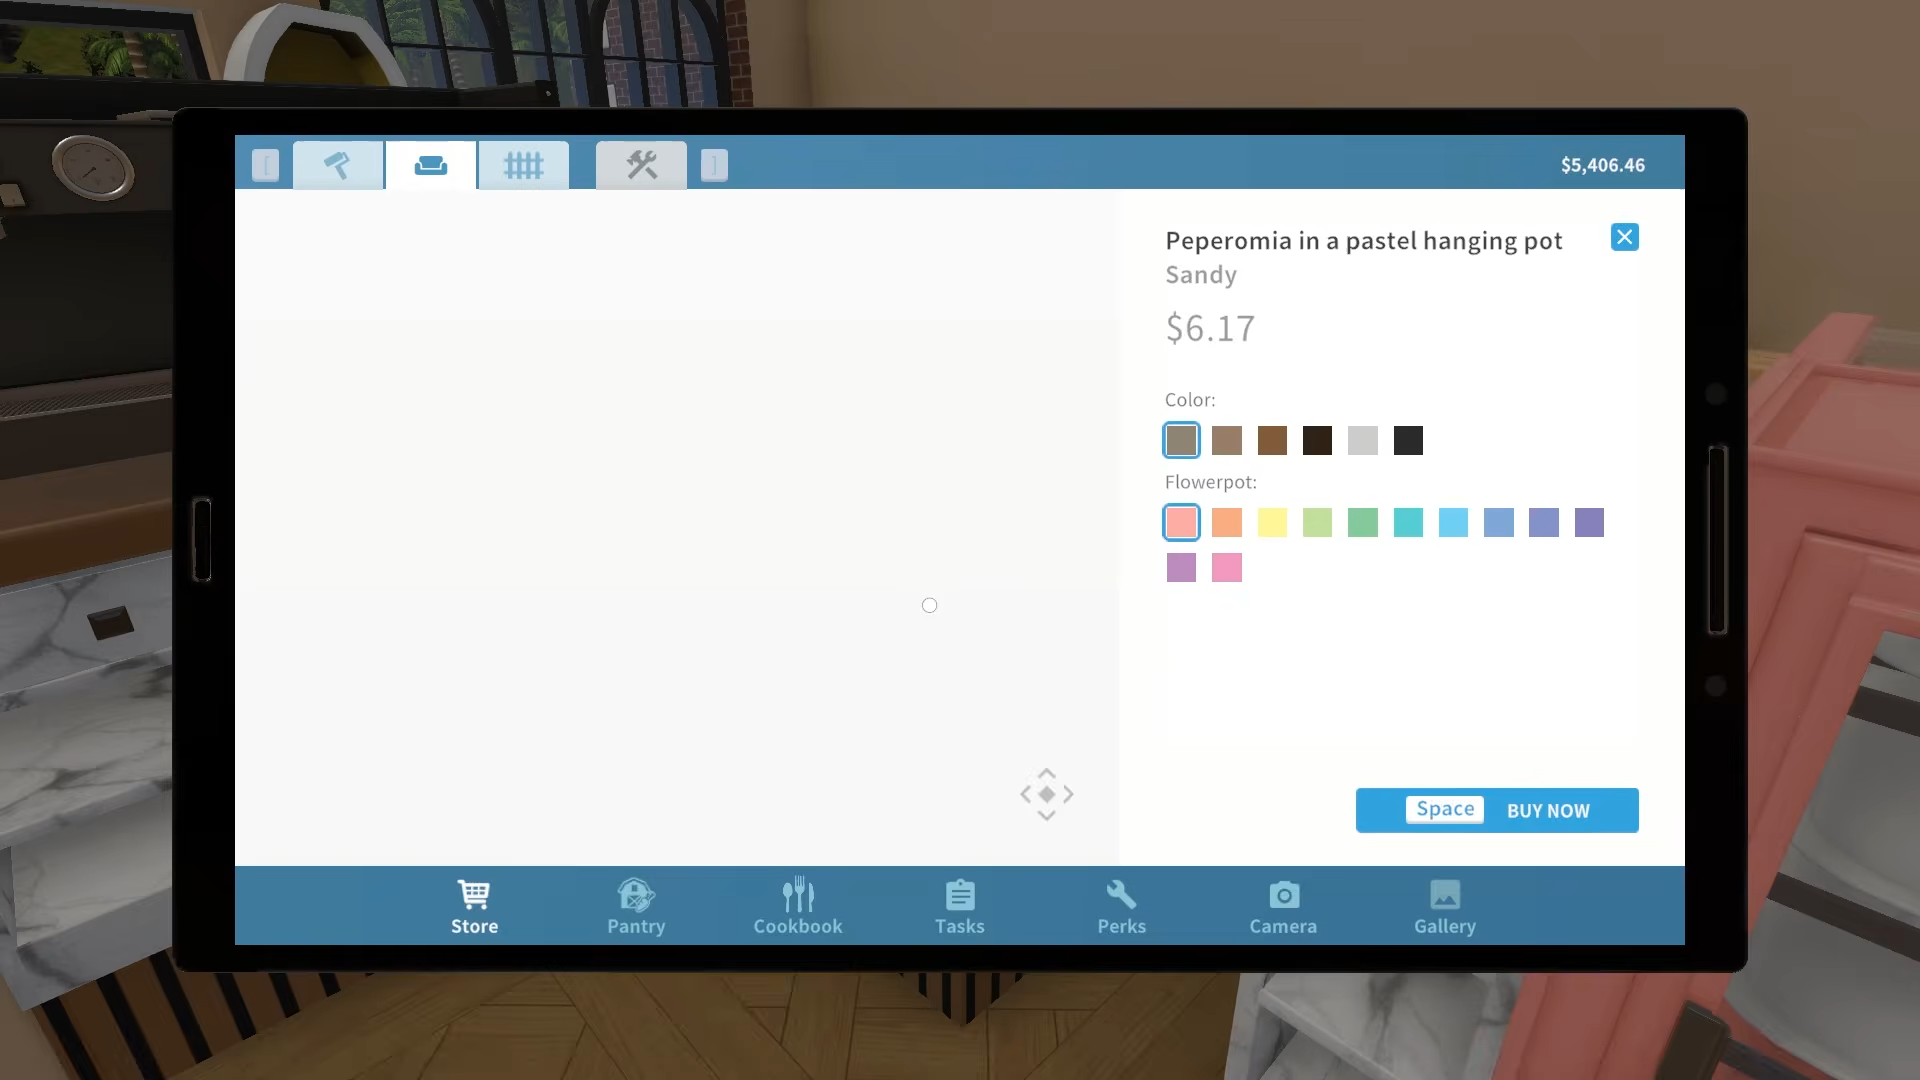 [
]
$5,406.46
Peperomia in a pastel hanging pot
Sandy
$6.17
Color:
Flowerpot:
Space BUY NOW
Store
Pantry
Cookbook
Tasks
Perks
Camera
Gallery